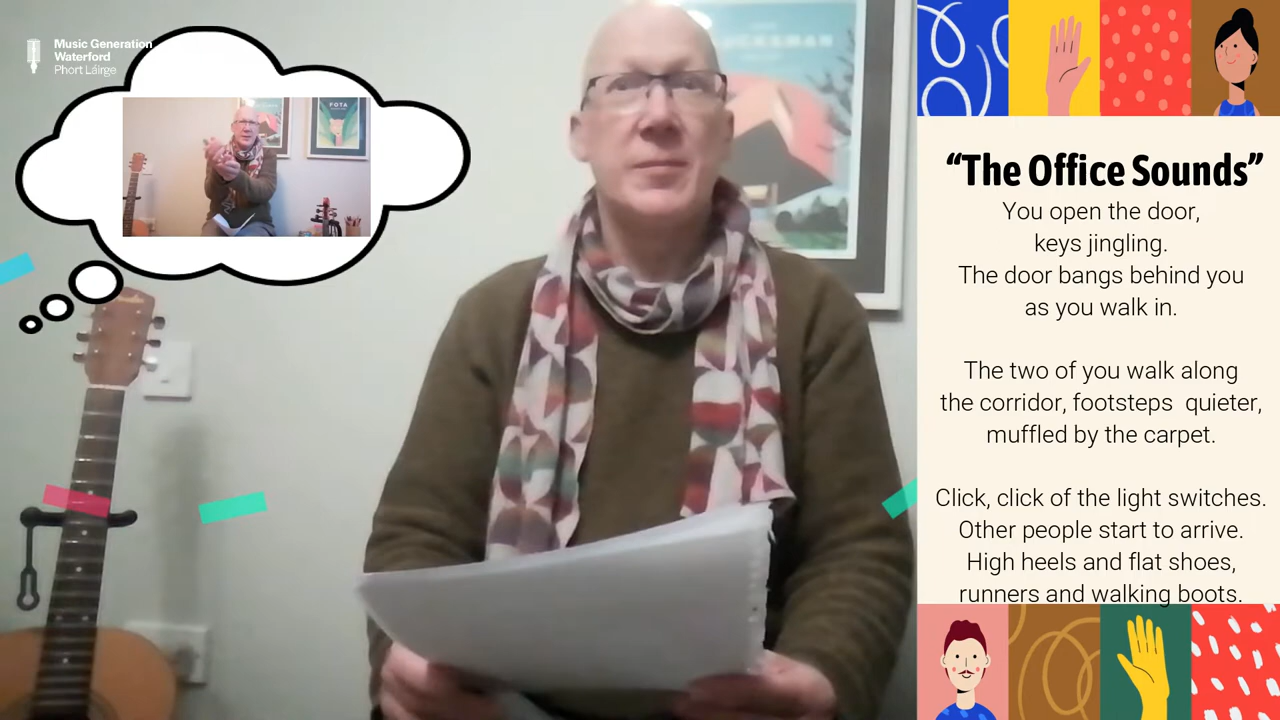 Music Generation
Waterford
Phort Láirge
FOTA
“The Office Sounds”
You open the door,
keys jingling.
The door bangs behind you
as you walk in.
The two of you walk along
the corridor, footsteps quieter,
muffled by the carpet.
Click, click of the light switches.
Other people start to arrive.
High heels and flat shoes,
runners and walking boots.